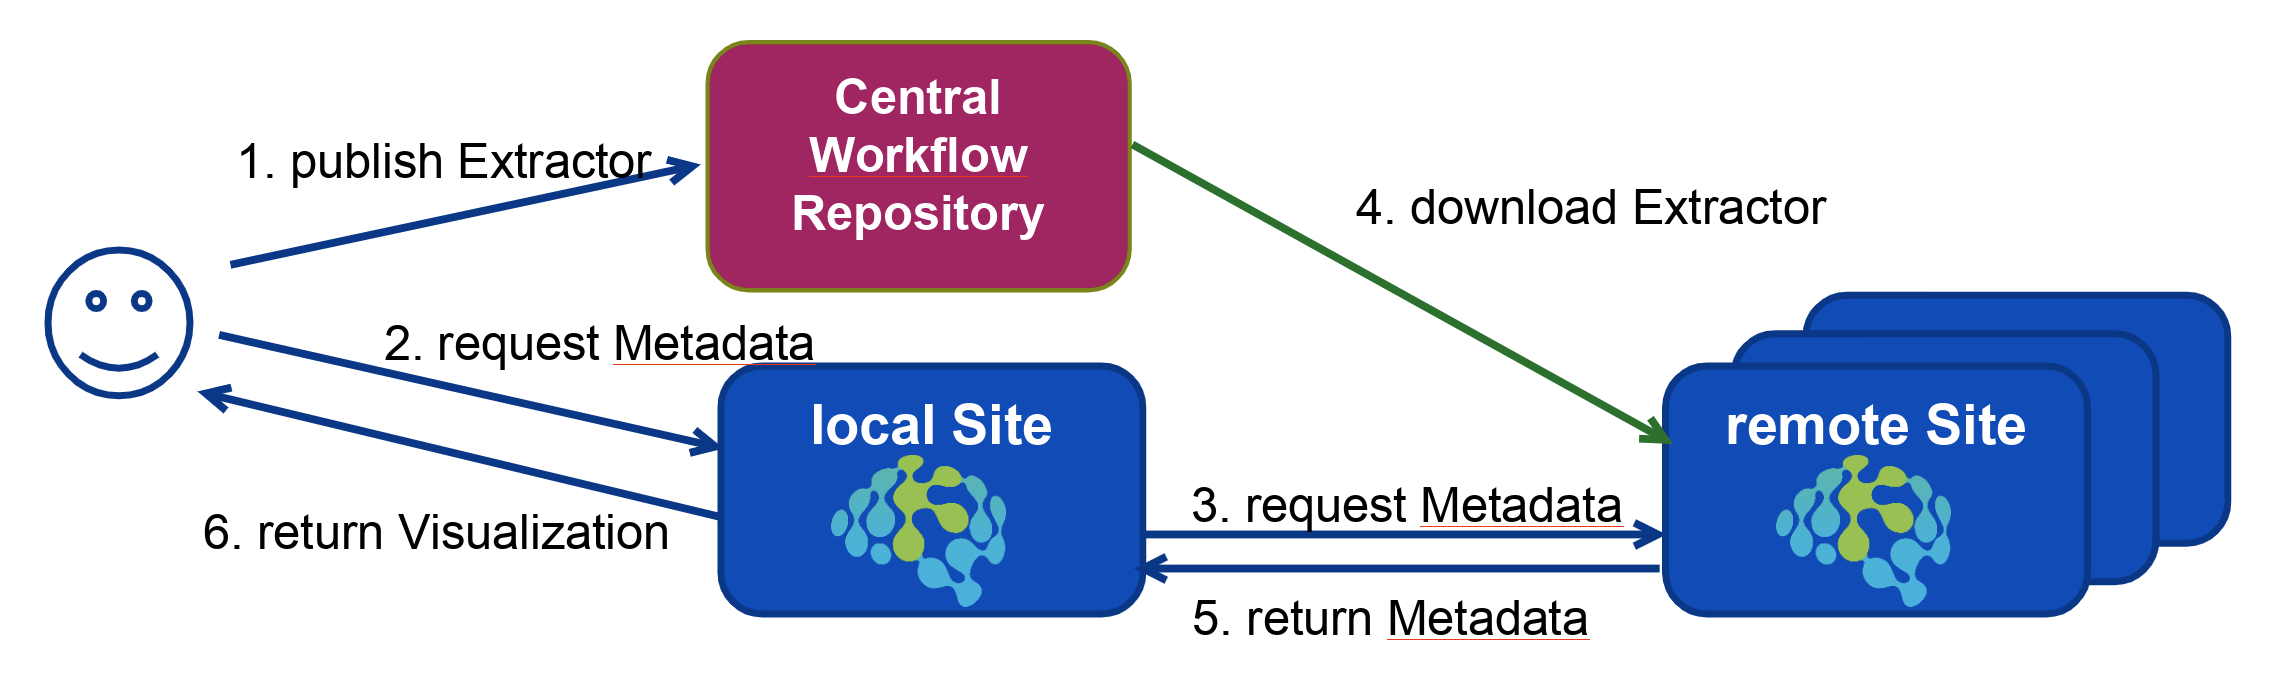 Central
Workflow
Repository
1. publish Extractor
4. download Extractor
2. request Metadata
local Site
remote Site
3. request Metadata
6. return Visualization
5. return Metadata